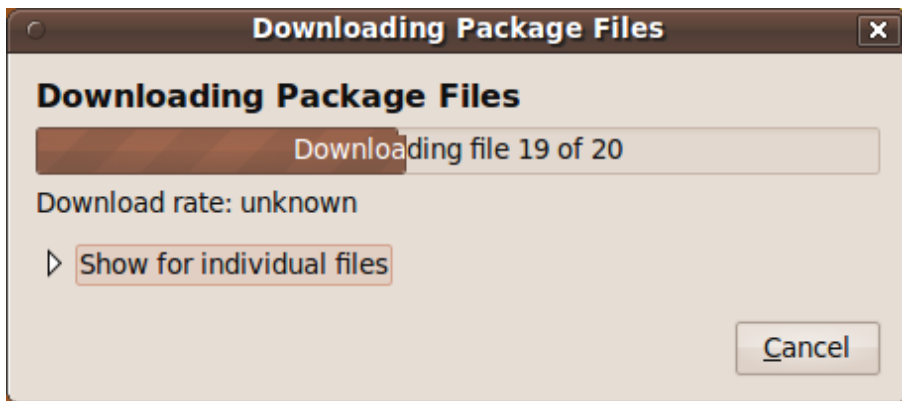 Downloading Package Files
Downloading Package Files
Downloading file 19 of 20
Download rate: unknown
Show for individual files
Cancel